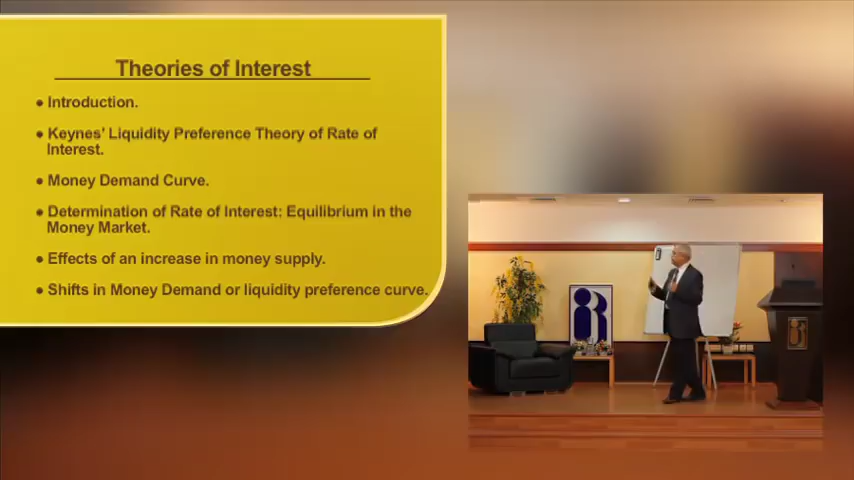 Theories of Interest
• Introduction.
• Keynes' Liquidity Preference Theory of Rate of
Interest.
• Money Demand Curve.
• Determination of Rate of Interest: Equilibrium in the
Money Market.
• Effects of an increase in money supply.
• Shifts in Money Demand or liquidity preference curve.